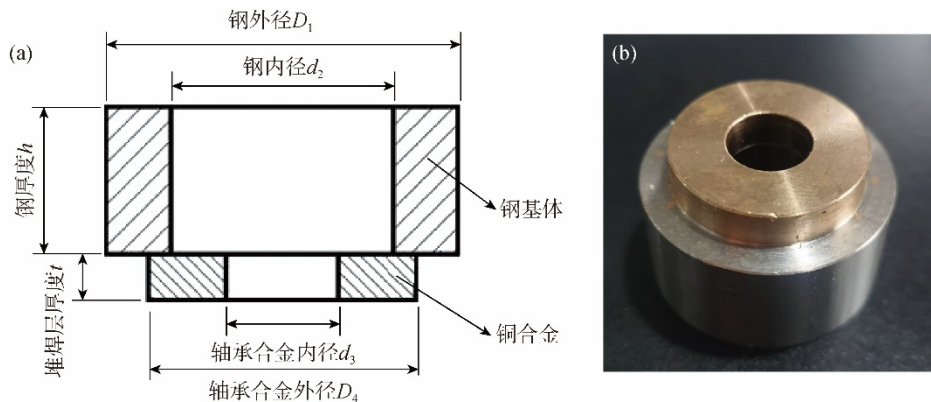 (a)
钢外径D₁
钢内径d₂
钢厚度h
堆焊层厚度t
钢基体
铜合金
轴承合金内径d₃
轴承合金外径D₄
(b)